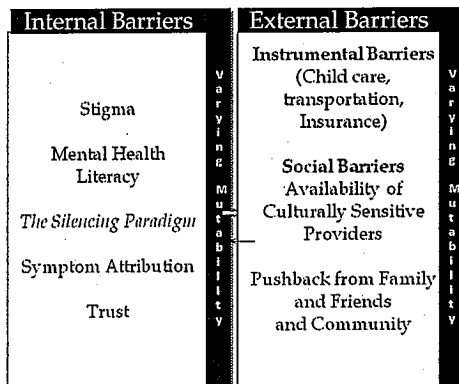 Internal Barriers
Stigma
Mental Health
Literacy
The Silencing Paradigm
Symptom Attribution
Trust
Varying Mutability
External Barriers
Instrumental Barriers
(Child care,
transportation,
Insurance)
Social Barriers
Availability of
Culturally Sensitive
Providers
Pushback from Family
and Friends
and Community
Varying Mutability